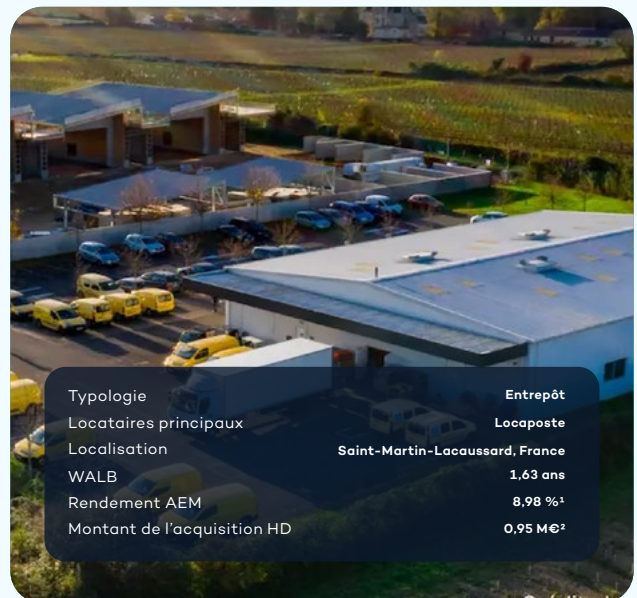 Typologie Entrepôt
Locataires principaux Locaposte
Localisation Saint-Martin-Lacaussard, France
WALB 1,63 ans
Rendement AEM 8,98 %¹
Montant de l’acquisition HD 0,95 M€²